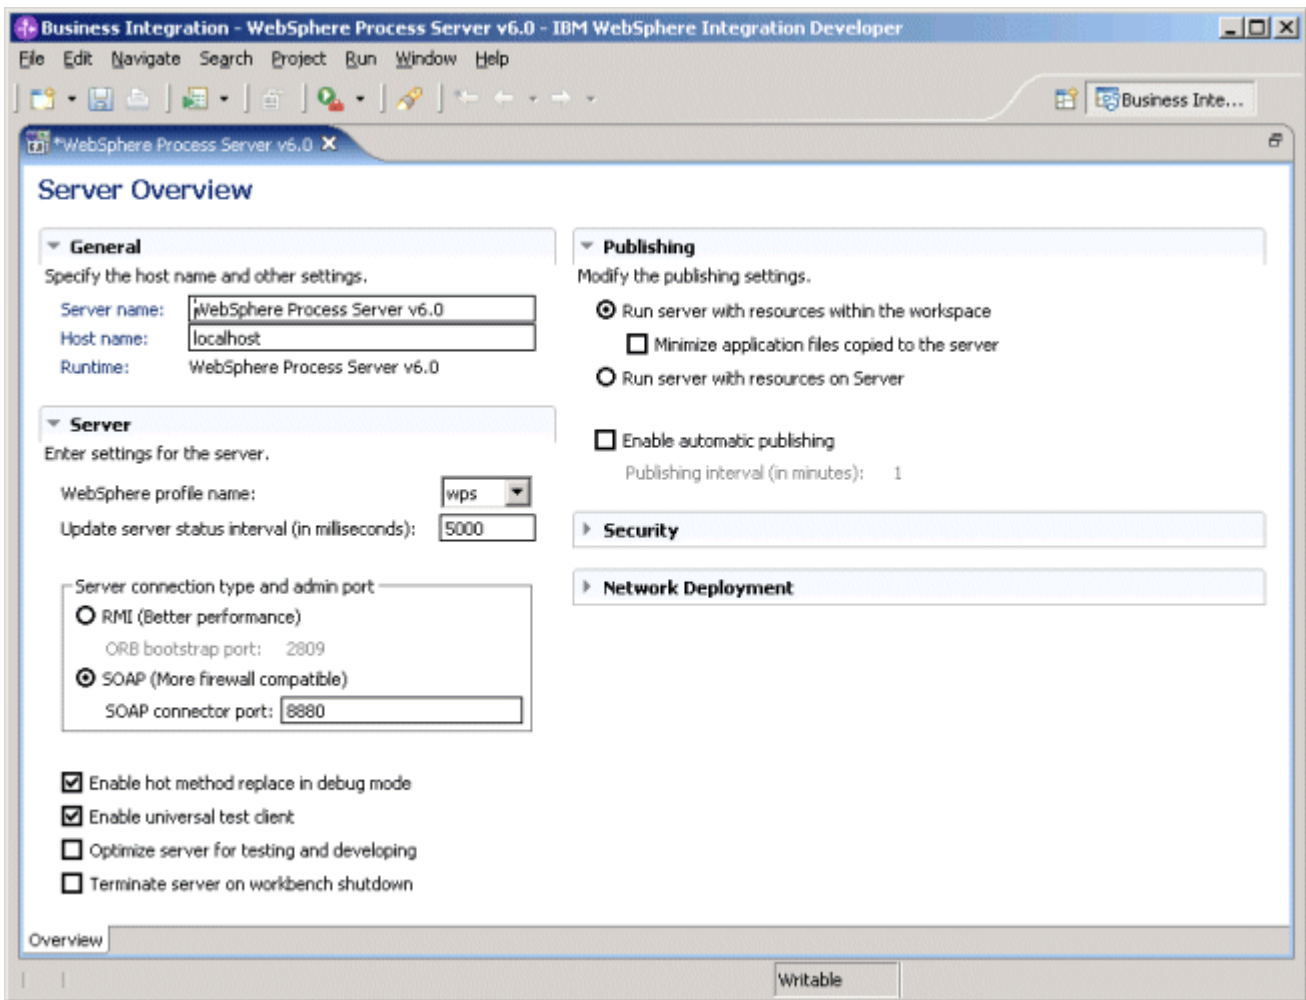 Business Integration - WebSphere Process Server v6.0 - IBM WebSphere Integration Developer
File Edit Navigate Search Project Run Window Help
Business Inte...
*WebSphere Process Server v6.0
Server Overview
General
Specify the host name and other settings.
Server name: WebSphere Process Server v6.0
Host name: localhost
Runtime: WebSphere Process Server v6.0
Server
Enter settings for the server.
WebSphere profile name: wps
Update server status interval (in milliseconds): 5000
Server connection type and admin port
RMI (Better performance)
ORB bootstrap port: 2809
SOAP (More firewall compatible)
SOAP connector port: 8880
Enable hot method replace in debug mode
Enable universal test client
Optimize server for testing and developing
Terminate server on workbench shutdown
Publishing
Modify the publishing settings.
Run server with resources within the workspace
Minimize application files copied to the server
Run server with resources on Server
Enable automatic publishing
Publishing interval (in minutes): 1
Security
Network Deployment
Overview
Writable